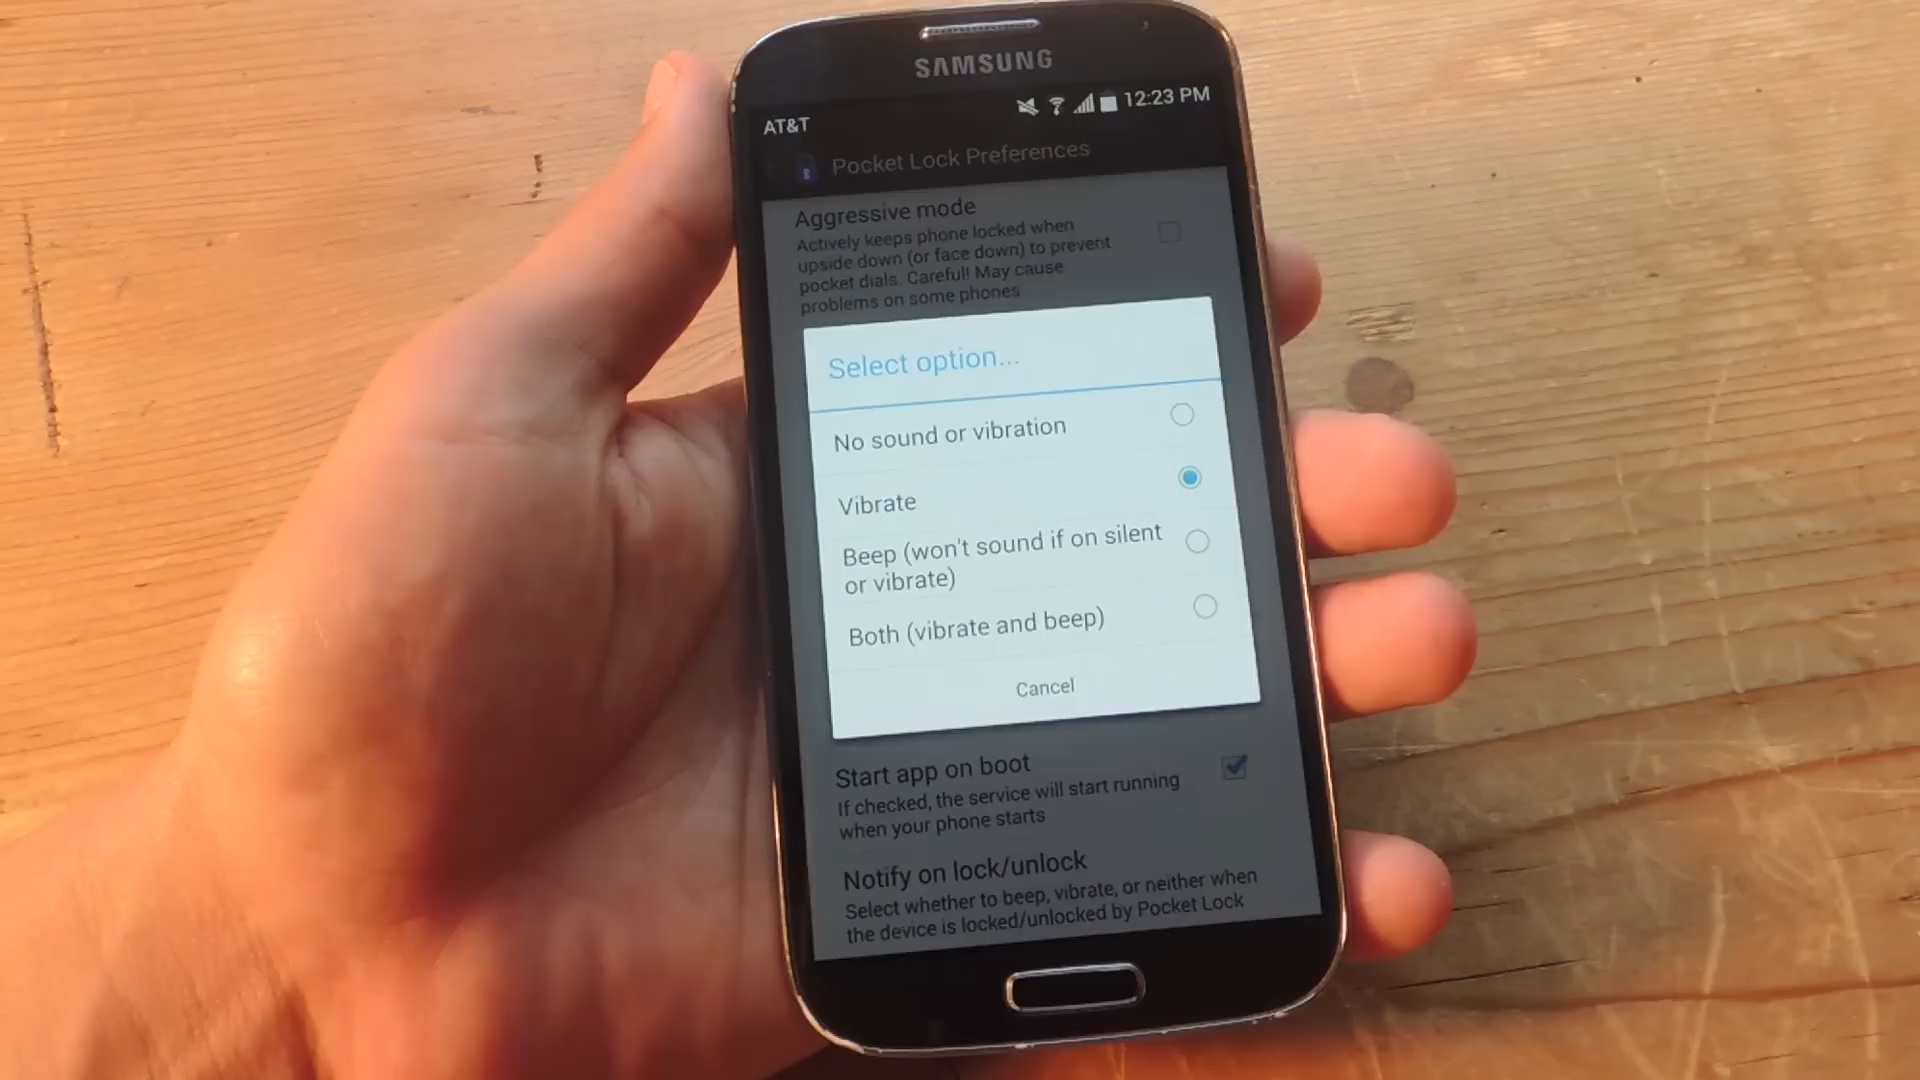 SAMSUNG
AT&T
12:23 PM
Pocket Lock Preferences
Aggressive mode
Actively keeps phone locked when
upside down (or face down) to prevent
pocket dials. Careful! May cause
problems on some phones
Select option...
No sound or vibration
Vibrate
Beep (won't sound if on silent
or vibrate)
Both (vibrate and beep)
Cancel
Start app on boot
If checked, the service will start running
when your phone starts
Notify on lock/unlock
Select whether to beep, vibrate, or neither when
the device is locked/unlocked by Pocket Lock